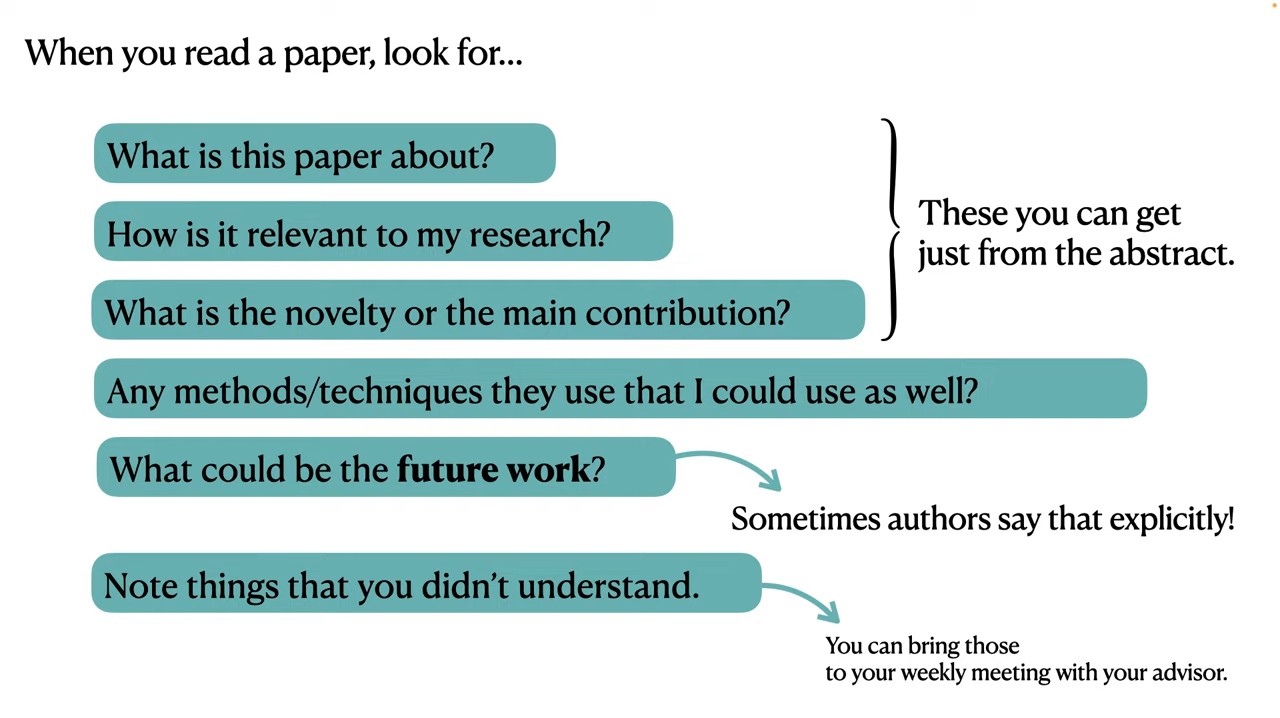 When you read a paper, look for...
What is this paper about?
How is it relevant to my research?
What is the novelty or the main contribution?
These you can get
just from the abstract.
Any methods/techniques they use that I could use as well?
What could be the future work?
Sometimes authors say that explicitly!
Note things that you didn’t understand.
You can bring those
to your weekly meeting with your advisor.